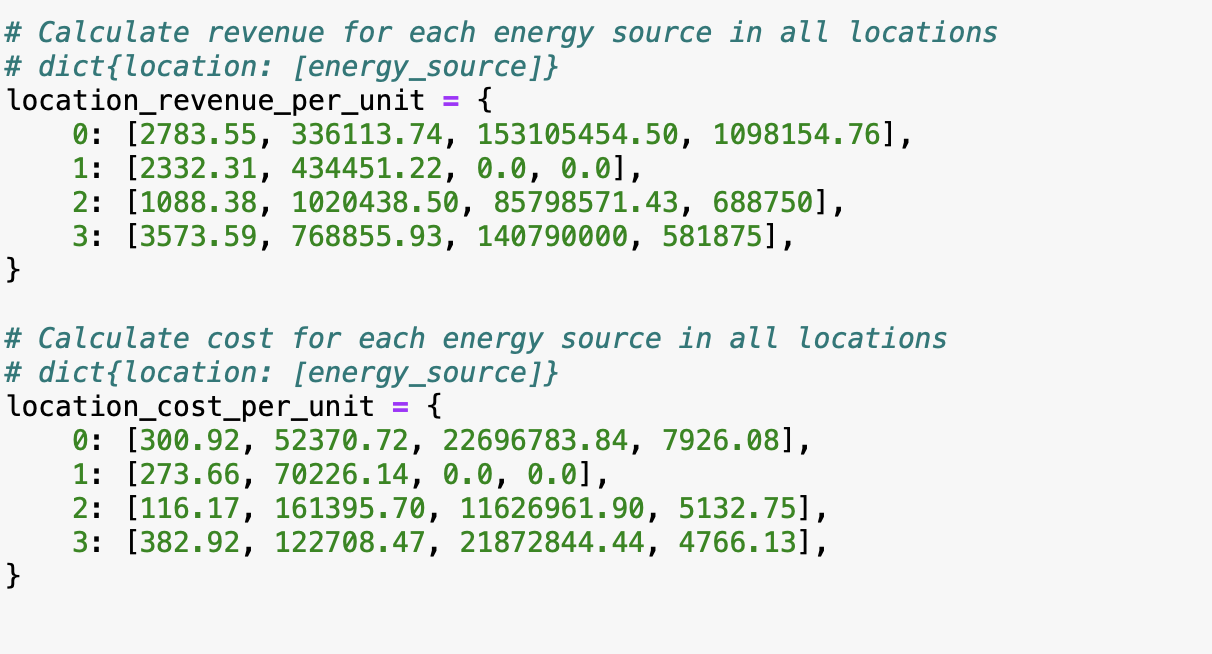 # Calculate revenue for each energy source in all locations
# dict{location: [energy_source]}
location_revenue_per_unit = {
    0: [2783.55, 336113.74, 153105454.50, 1098154.76],
    1: [2332.31, 434451.22, 0.0, 0.0],
    2: [1088.38, 1020438.50, 85798571.43, 688750],
    3: [3573.59, 768855.93, 140790000, 581875],
}

# Calculate cost for each energy source in all locations
# dict{location: [energy_source]}
location_cost_per_unit = {
    0: [300.92, 52370.72, 22696783.84, 7926.08],
    1: [273.66, 70226.14, 0.0, 0.0],
    2: [116.17, 161395.70, 11626961.90, 5132.75],
    3: [382.92, 122708.47, 21872844.44, 4766.13],
}